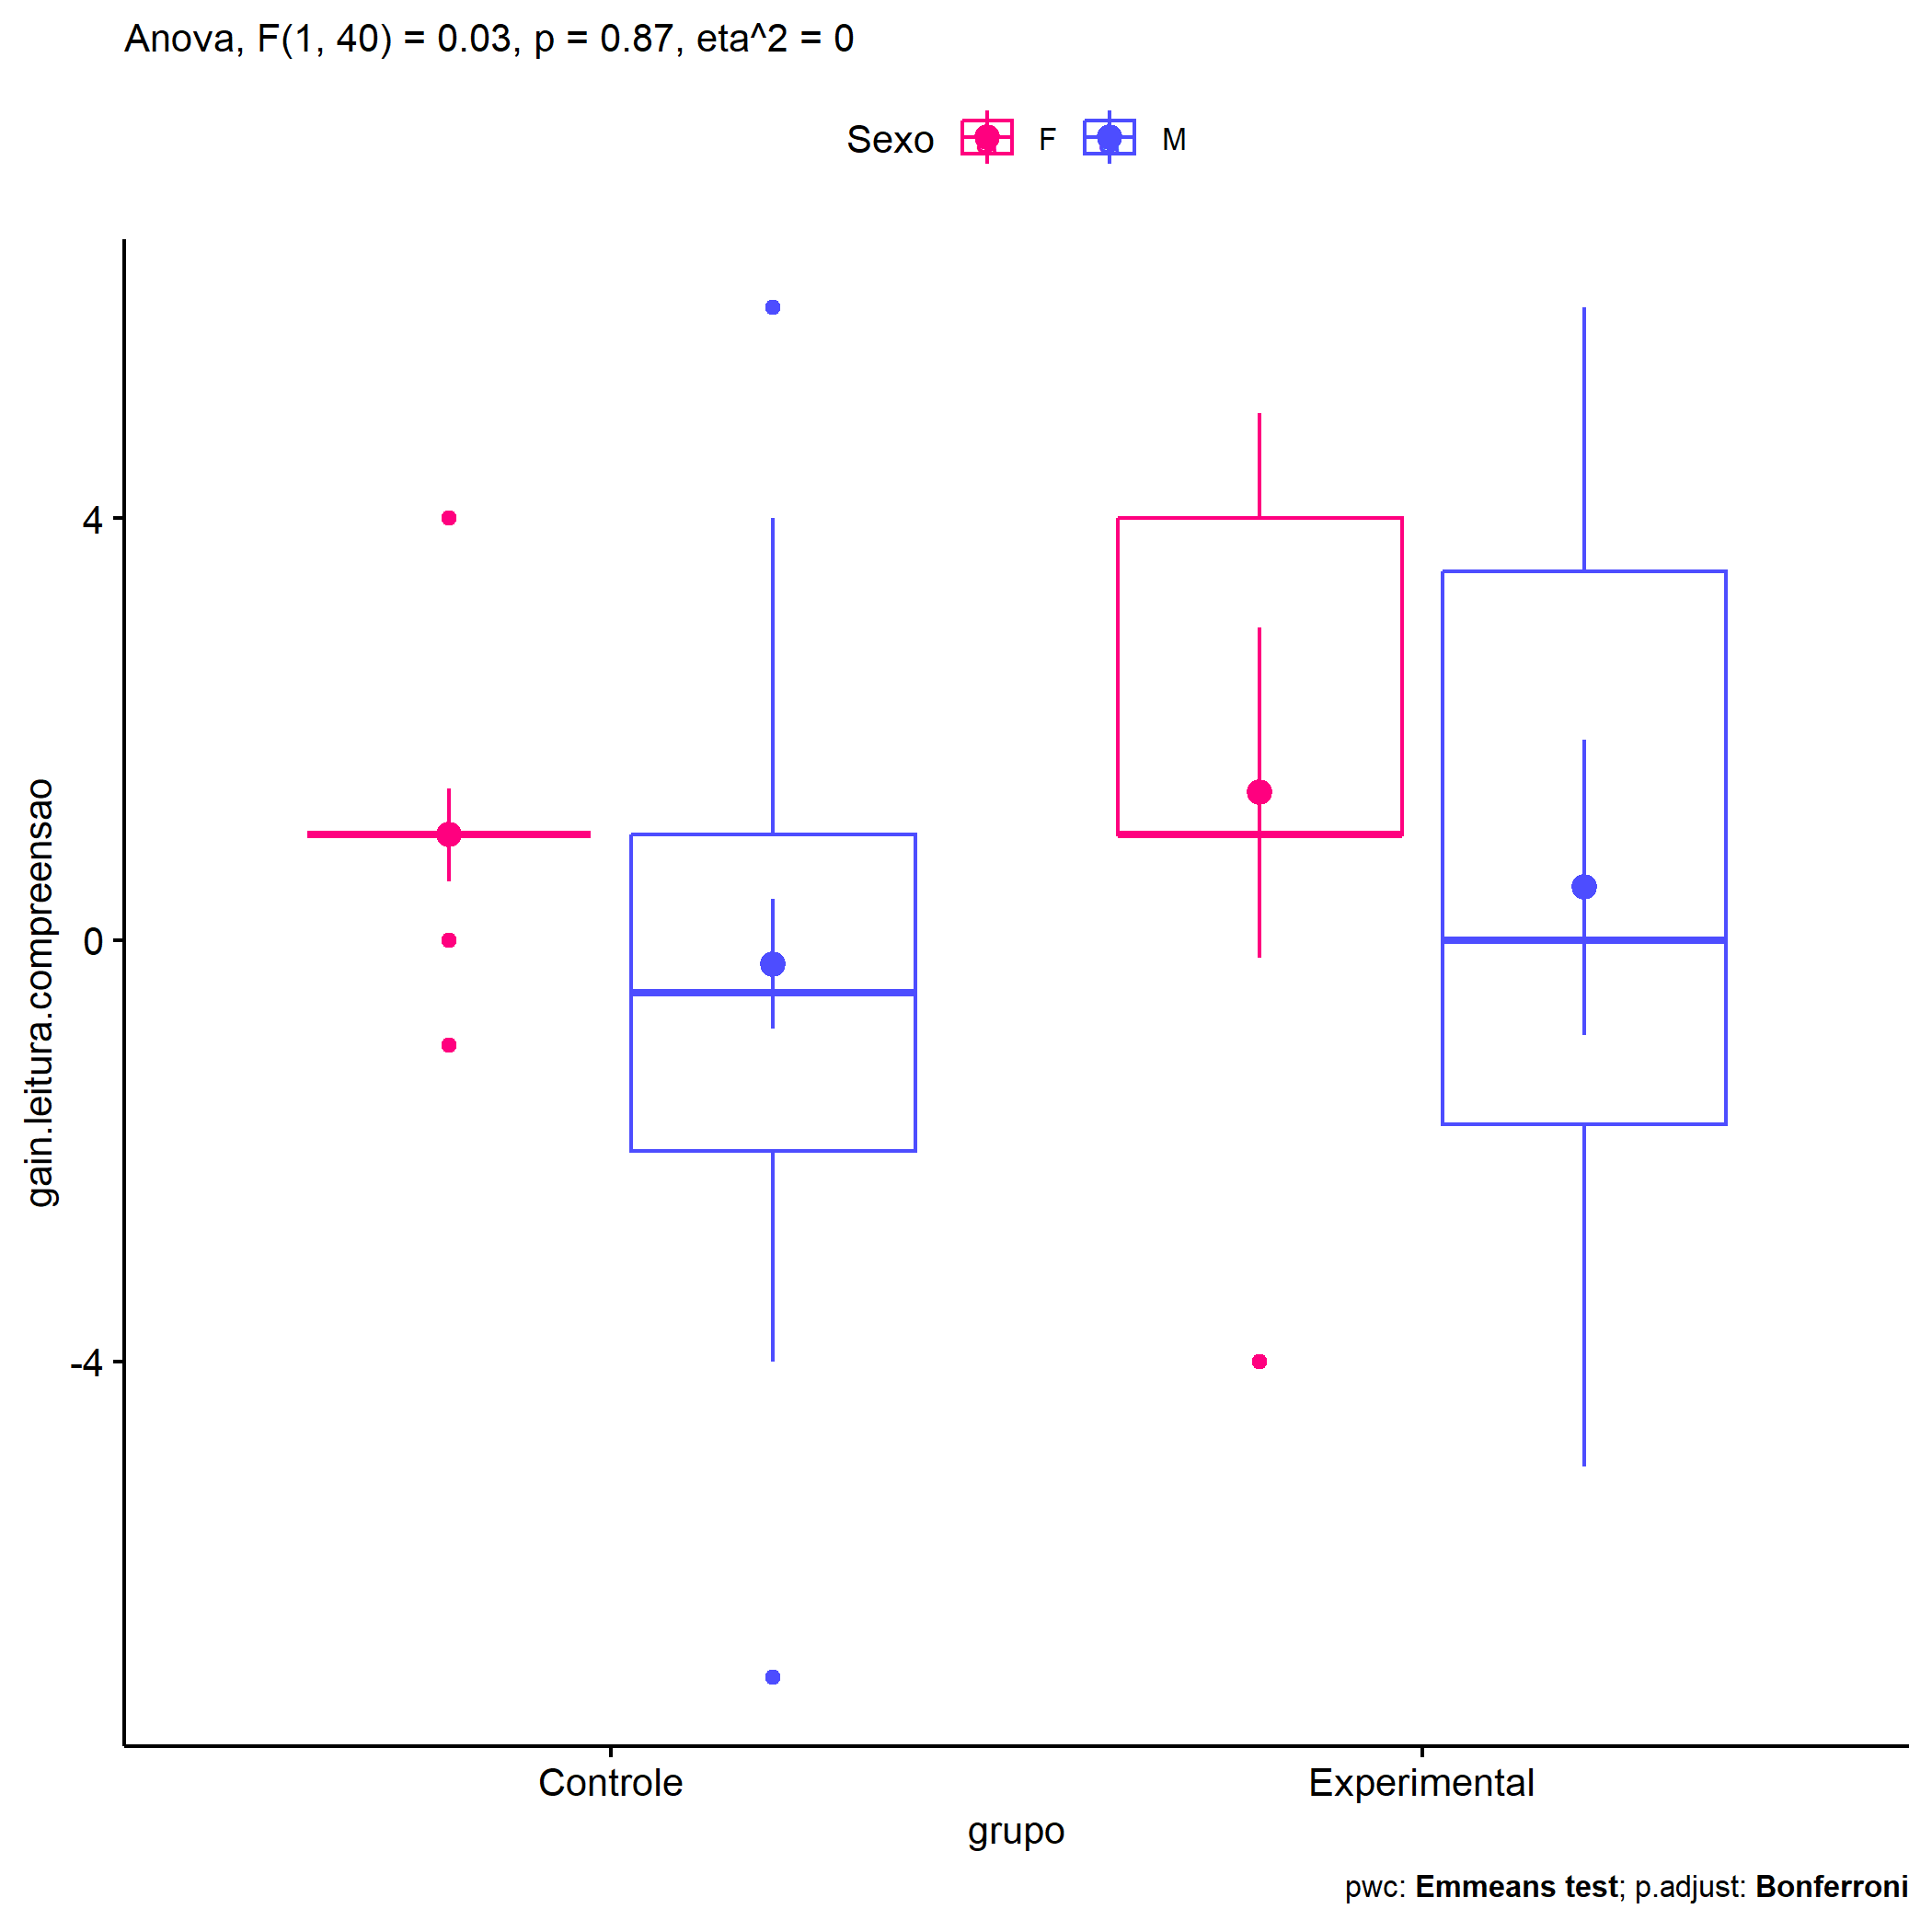 Anova, F(1, 40) = 0.03, p = 0.87, eta^2 = 0
Sexo F M
gain.leitura.compreensao
4
0
-4
Controle Experimental
grupo
pwc: Emmeans test; p.adjust: Bonferroni